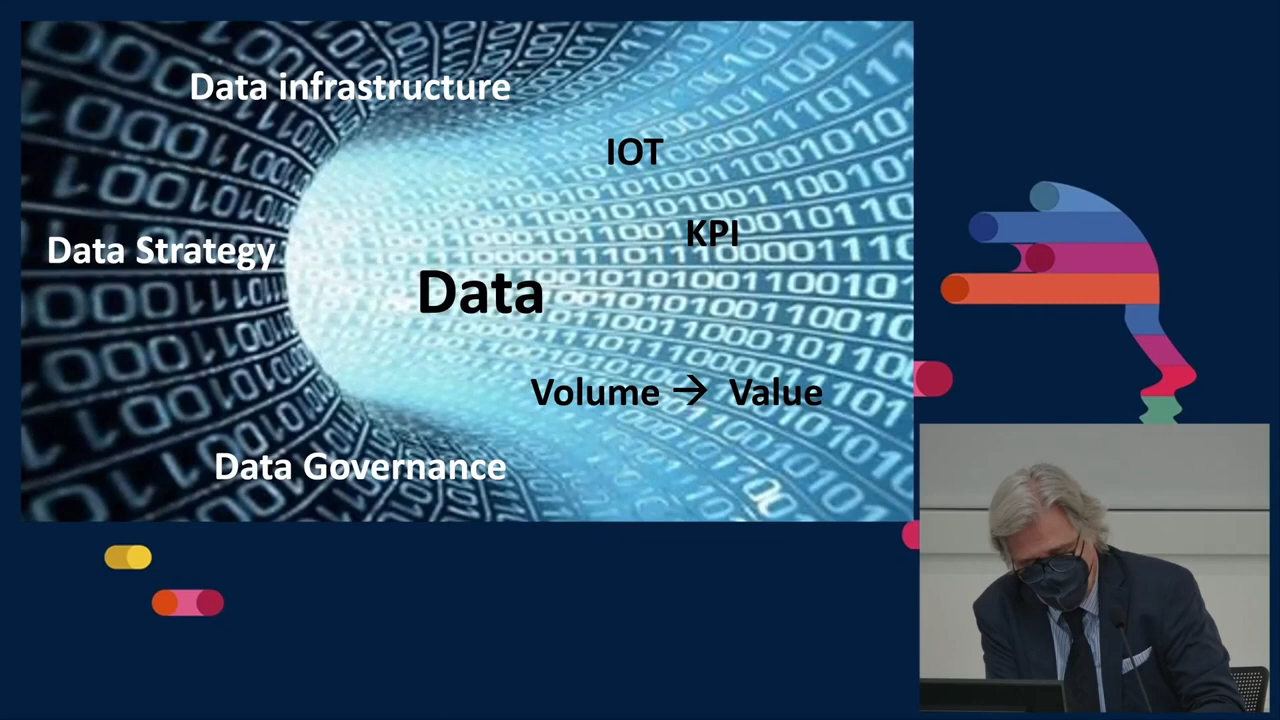 Data infrastructure
IOT
KPI
Data Strategy
Data
Volume → Value
Data Governance